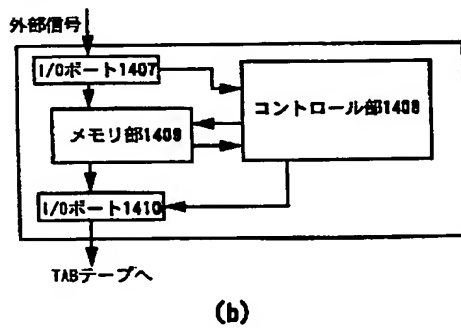 外部信号
I/Oポート1407
コントロール部1408
メモリ部1409
I/Oポート1410
TABテープへ
(b)